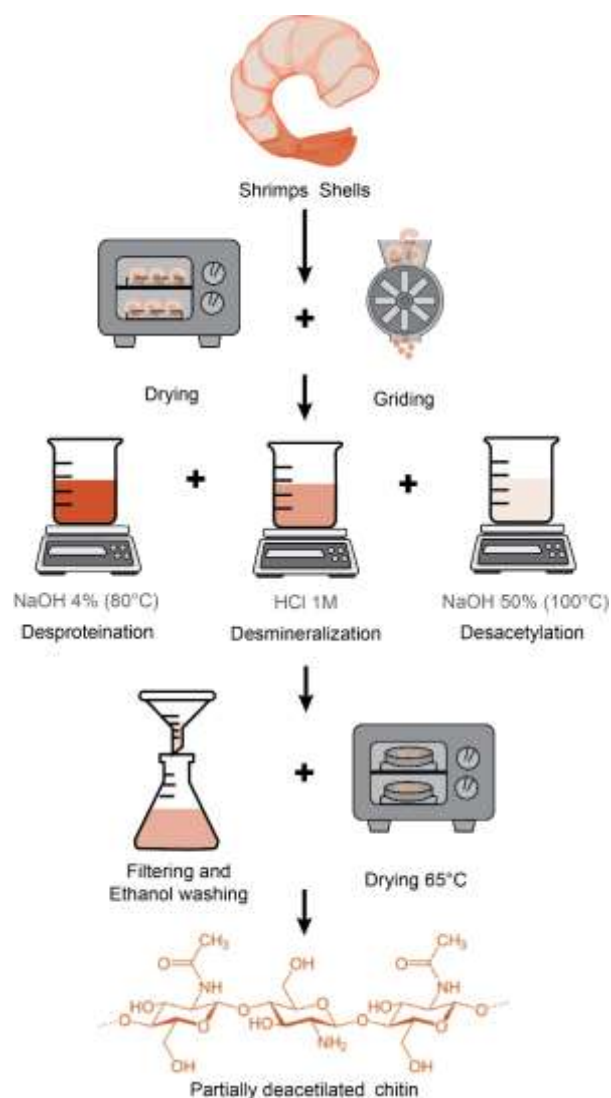 Shrimps Shells
Drying
Griding
NaOH 4% (80°C)
HCl 1M
NaOH 50% (100°C)
Desproteination
Desmineralization
Desacetylation
Filtering and
Ethanol washing
Drying 65°C
CH₃
CH₃
O
NH
OH
O
NH
HO
O
O
O
HO
O
O
HO
NH₂
O
O
O
OH
OH
Partially deacetilated chitin